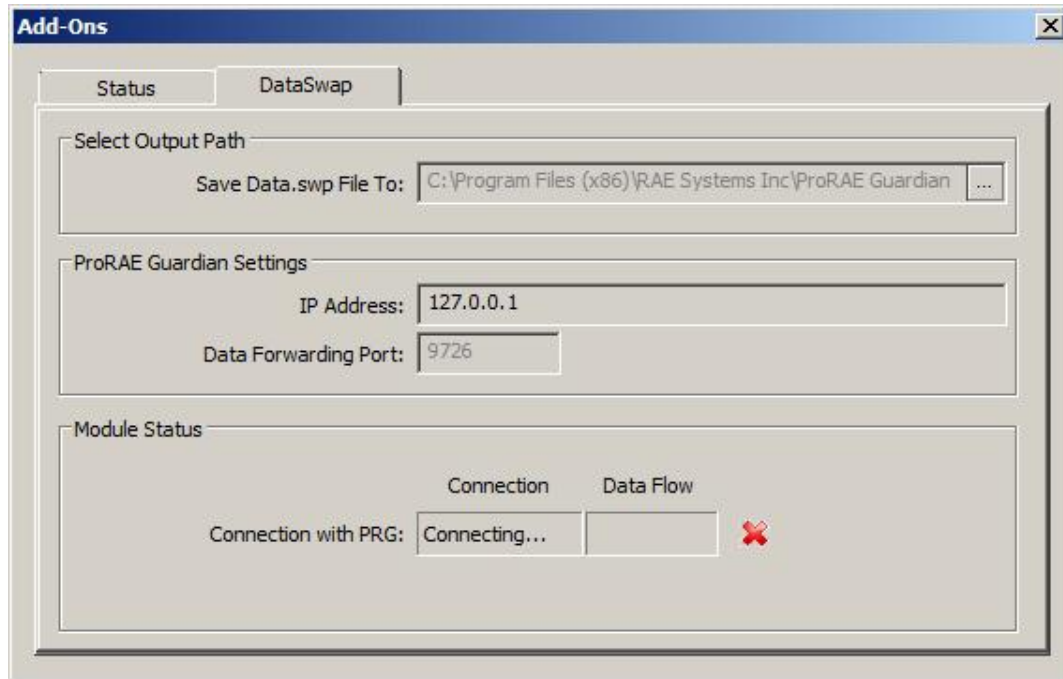 Add-Ons
Status DataSwap
Select Output Path
Save Data.swp File To: C:\Program Files (x86)\RAE Systems Inc\ProRAE Guardian ...
ProRAE Guardian Settings
IP Address: 127.0.0.1
Data Forwarding Port: 9726
Module Status
Connection Data Flow
Connection with PRG: Connecting...